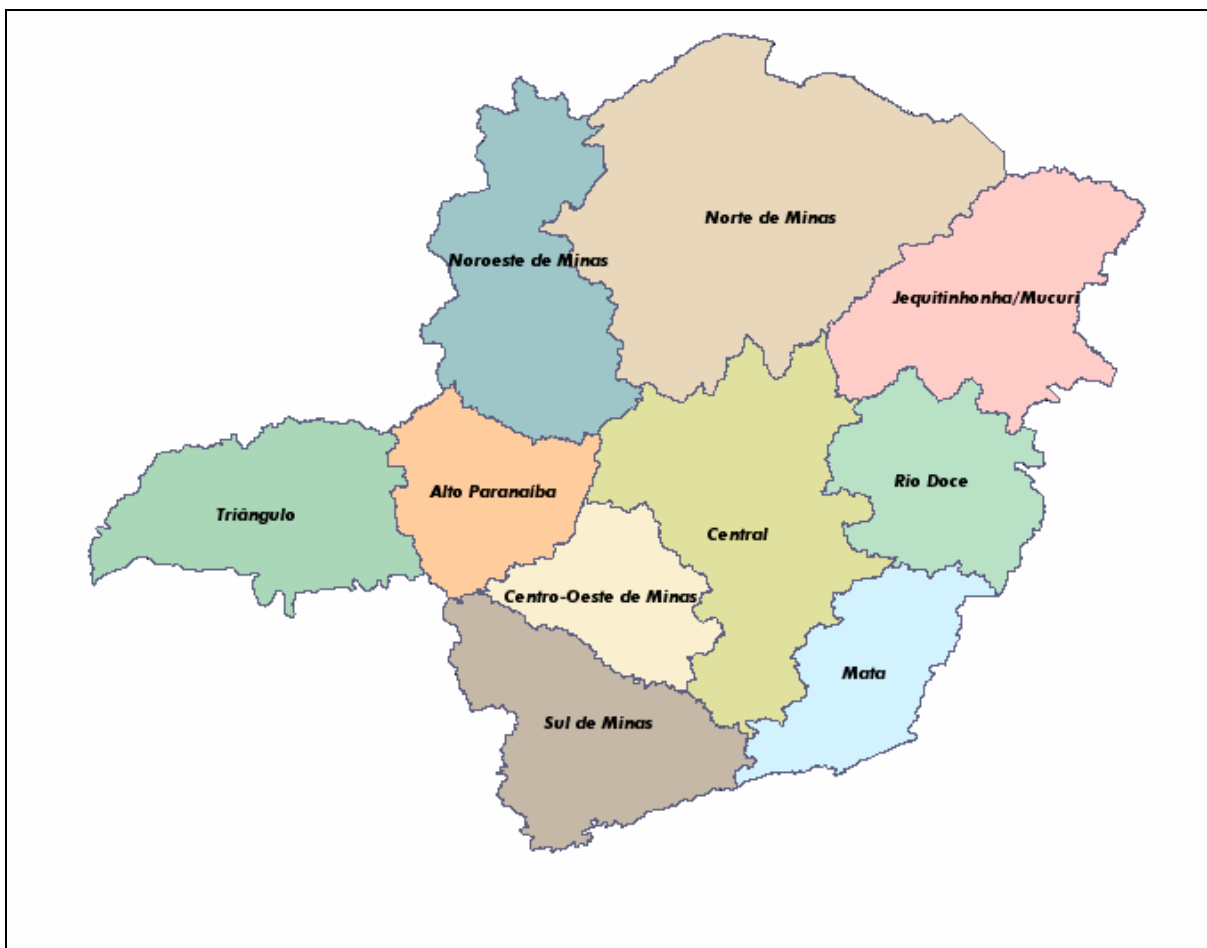 Norte de Minas
Noroeste de Minas
Jequitinhonha/Mucuri
Rio Doce
Alto Paranaíba
Triângulo
Central
Centro-Oeste de Minas
Mata
Sul de Minas